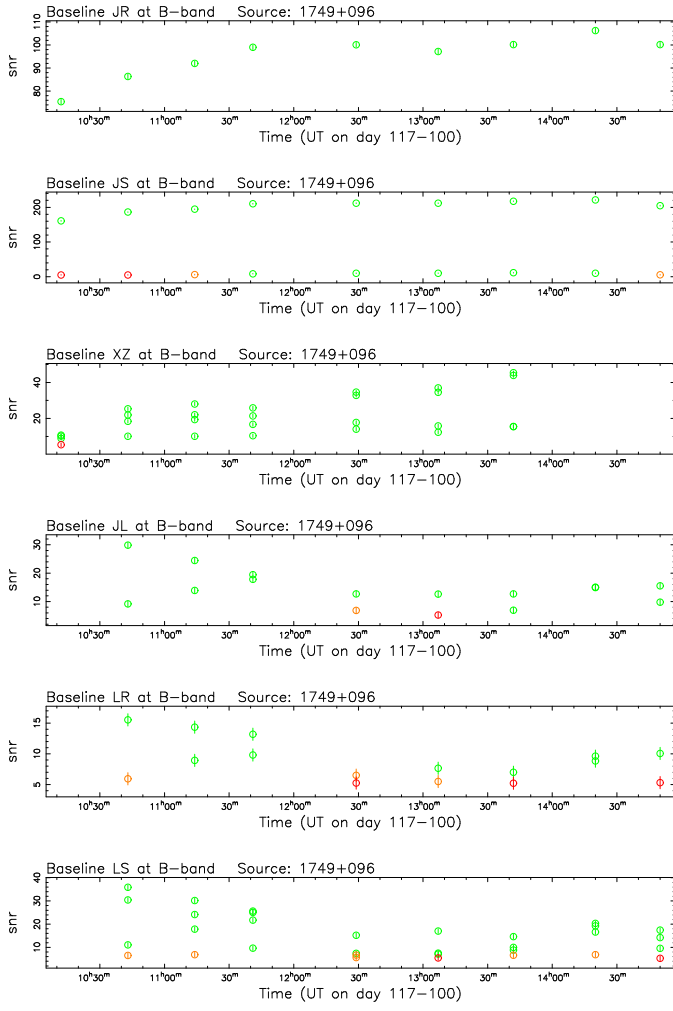 Baseline JR at B-band Source: 1749+096
snr
110
100
90
80
10h30m 11h00m 30m 12h00m 30m 13h00m 30m 14h00m 30m
Time (UT on day 117-100)
Baseline JS at B-band Source: 1749+096
snr
200
100
0
10h30m 11h00m 30m 12h00m 30m 13h00m 30m 14h00m 30m
Time (UT on day 117-100)
Baseline XZ at B-band Source: 1749+096
snr
40
20
10h30m 11h00m 30m 12h00m 30m 13h00m 30m 14h00m 30m
Time (UT on day 117-100)
Baseline JL at B-band Source: 1749+096
snr
30
20
10
10h30m 11h00m 30m 12h00m 30m 13h00m 30m 14h00m 30m
Time (UT on day 117-100)
Baseline LR at B-band Source: 1749+096
snr
15
10
5
10h30m 11h00m 30m 12h00m 30m 13h00m 30m 14h00m 30m
Time (UT on day 117-100)
Baseline LS at B-band Source: 1749+096
snr
40
30
20
10
10h30m 11h00m 30m 12h00m 30m 13h00m 30m 14h00m 30m
Time (UT on day 117-100)